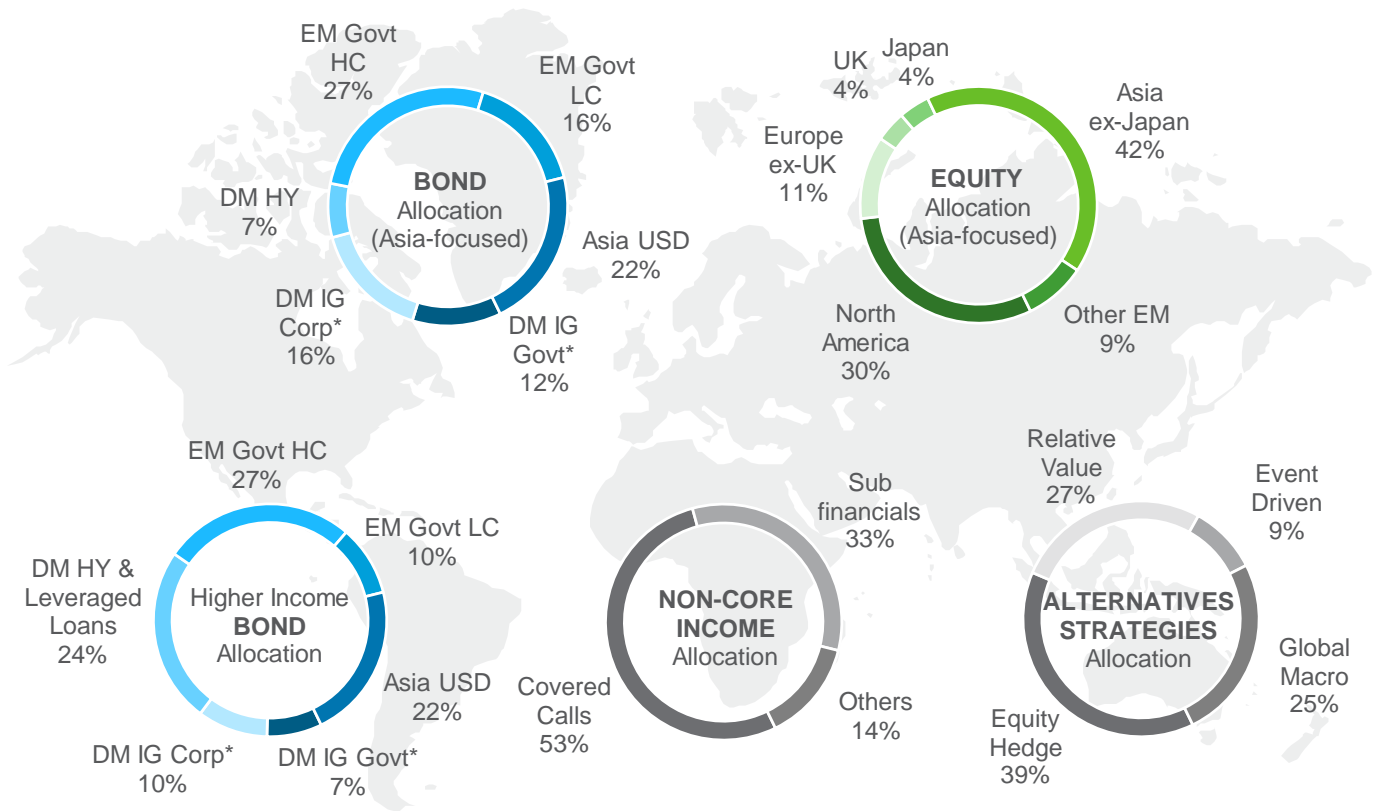 EM Govt
HC
27%
EM Govt
LC
16%
DM HY
7%
BOND
Allocation
(Asia-focused)
Asia USD
22%
DM IG
Corp*
16%
DM IG
Govt*
12%
UK
4%
Japan
4%
Asia
ex-Japan
42%
Europe
ex-UK
11%
EQUITY
Allocation
(Asia-focused)
North
America
30%
Other EM
9%
EM Govt HC
27%
EM Govt LC
10%
DM HY &
Leveraged
Loans
24%
Higher Income
BOND
Allocation
Asia USD
22%
DM IG Corp*
10%
DM IG Govt*
7%
Sub
financials
33%
NON-CORE
INCOME
Allocation
Covered
Calls
53%
Others
14%
Relative
Value
27%
Event
Driven
9%
ALTERNATIVES
STRATEGIES
Allocation
Global
Macro
25%
Equity
Hedge
39%